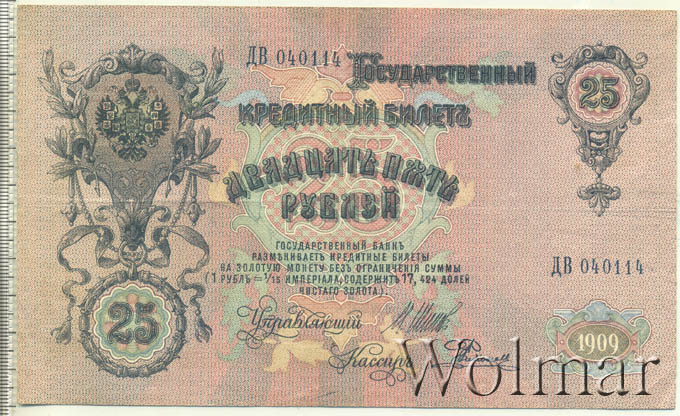 ДВ 040114
Государственный
25
Кредитный Билетъ
Двадцать пять
рублей
25
Государственный Банкъ
размѣниваетъ кредитные билеты
на золотую монету безъ ограниченія суммы
(1 рубль = 1/15 имперіала, содержитъ 17,424 долей
чистаго золота).
ДВ 040114
25
Управляющій
1909
Кассиръ
Wolmar